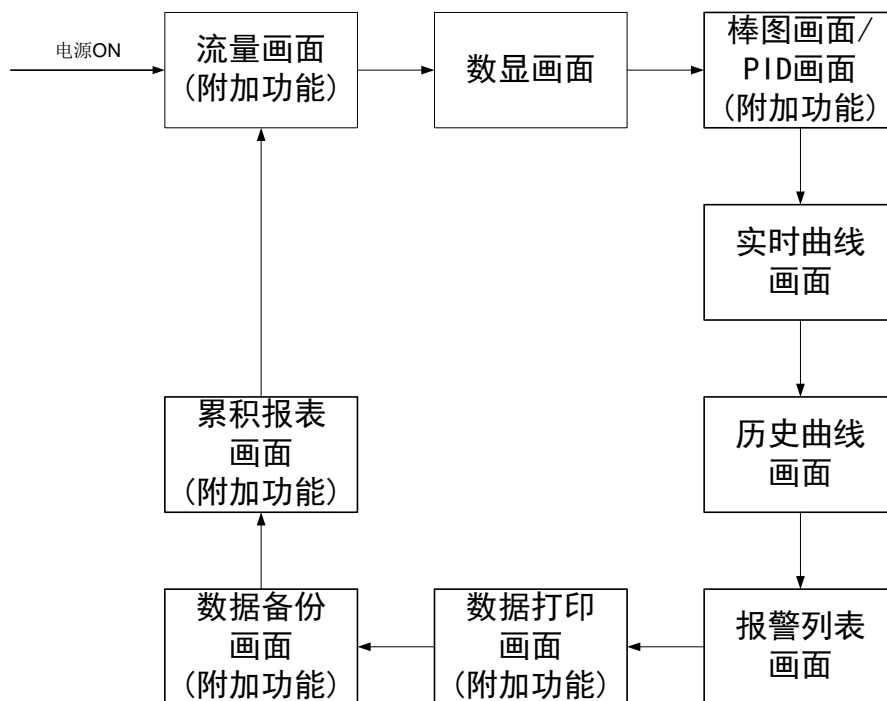 电源ON
流量画面
(附加功能)
数显画面
棒图画面/
PID画面
(附加功能)
实时曲线
画面
历史曲线
画面
报警列表
画面
数据打印
画面
(附加功能)
数据备份
画面
(附加功能)
累积报表
画面
(附加功能)